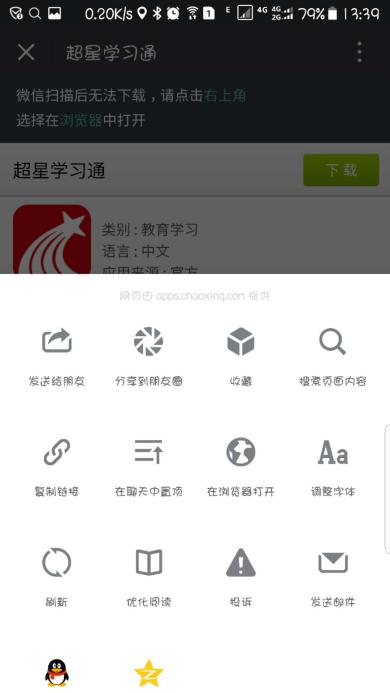 0.20K/s 1 E 4G 4G 2G 79% 13:39
超星学习通
微信扫描后无法下载，请点击右上角
选择在浏览器中打开
超星学习通 下载
类别：教育学习
语言：中文
应用来源：官方
网页由 apps.chaoxing.com 提供
发送给朋友 分享到朋友圈 收藏 搜索页面内容
复制链接 在聊天中置顶 在浏览器打开 调整字体
刷新 优化阅读 投诉 发送邮件